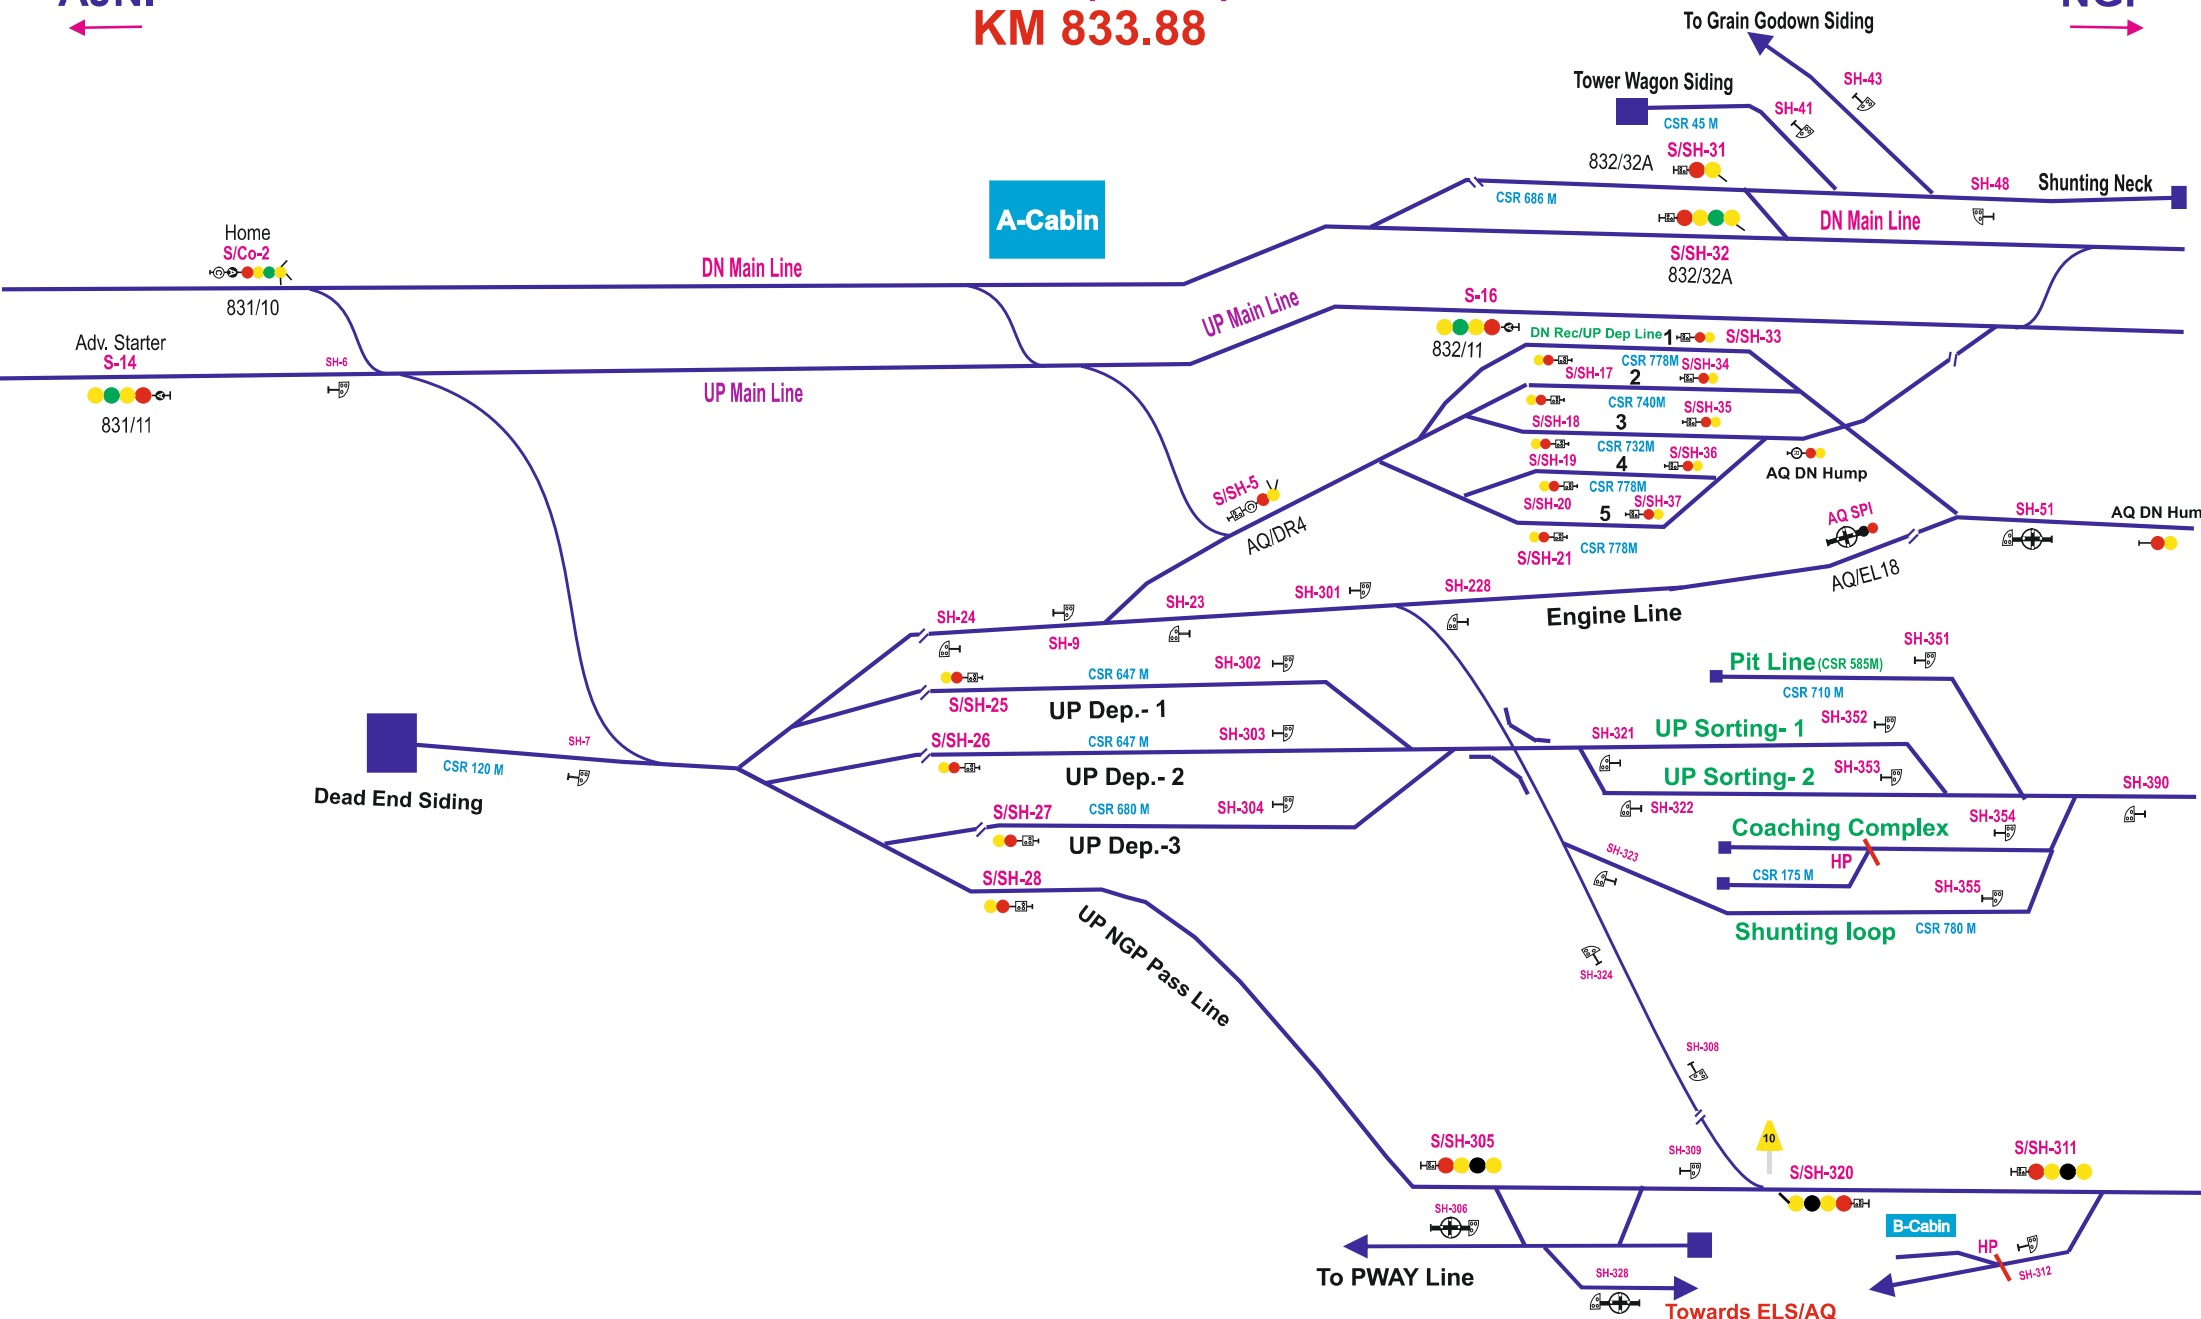 KM 833.88
To Grain Godown Siding
SH-43
Tower Wagon Siding
SH-41
CSR 45 M
832/32A
S/SH-31
SH-48
Shunting Neck
CSR 686 M
DN Main Line
S/SH-32
832/32A
A-Cabin
Home
S/Co-2
831/10
DN Main Line
UP Main Line
S-16
832/11
Adv. Starter
S-14
831/11
SH-6
UP Main Line
DN Rec/UP Dep Line 1
S/SH-33
CSR 778M
S/SH-34
S/SH-17
2
CSR 740M
S/SH-35
S/SH-18
3
CSR 732M
S/SH-36
S/SH-19
4
AQ DN Hump
CSR 778M
S/SH-37
S/SH-20
5
S/SH-21
CSR 778M
S/SH-5
AQ/DR4
AQ SPI
AQ/EL18
SH-51
AQ DN Hum
SH-24
SH-9
SH-23
SH-301
SH-228
Engine Line
SH-302
CSR 647 M
S/SH-25
UP Dep.- 1
SH-351
Pit Line (CSR 585M)
CSR 710 M
S/SH-26
CSR 647 M
SH-303
UP Dep.- 2
SH-321
UP Sorting- 1
SH-352
UP Sorting- 2
SH-353
SH-322
SH-390
SH-7
CSR 120 M
Dead End Siding
S/SH-27
CSR 680 M
SH-304
UP Dep.-3
Coaching Complex
SH-354
HP
SH-323
CSR 175 M
SH-355
S/SH-28
Shunting loop
CSR 780 M
UP NGP Pass Line
SH-324
SH-308
S/SH-305
SH-309
10
S/SH-320
S/SH-311
SH-306
B-Cabin
HP
SH-312
To PWAY Line
SH-328
Towards ELS/AQ